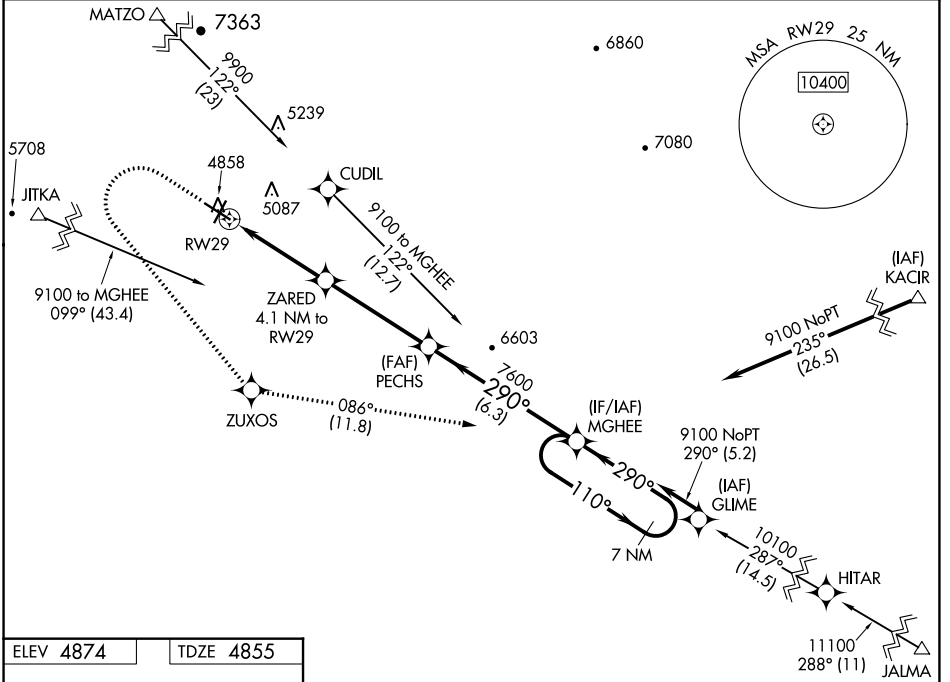 MATZO
7363
9900
122°
(23)
5239
6860
7080
MSA RW29 25 NM
10400
5708
JITKA
4858
5087
RW29
CUDIL
9100 to MGHEE
122°
(12.7)
9100 to MGHEE
099° (43.4)
ZARED
4.1 NM to
RW29
(FAF)
PECHS
6603
7600
290°
(6.3)
(IAF)
KACIR
9100 NoPT
235°
(26.5)
ZUXOS
086°
(11.8)
(IF/IAF)
MGHEE
9100 NoPT
290° (5.2)
290°
110°
7 NM
(IAF)
GLIME
10100
287°
(14.5)
HITAR
11100
288° (11)
JALMA
ELEV 4874
TDZE 4855